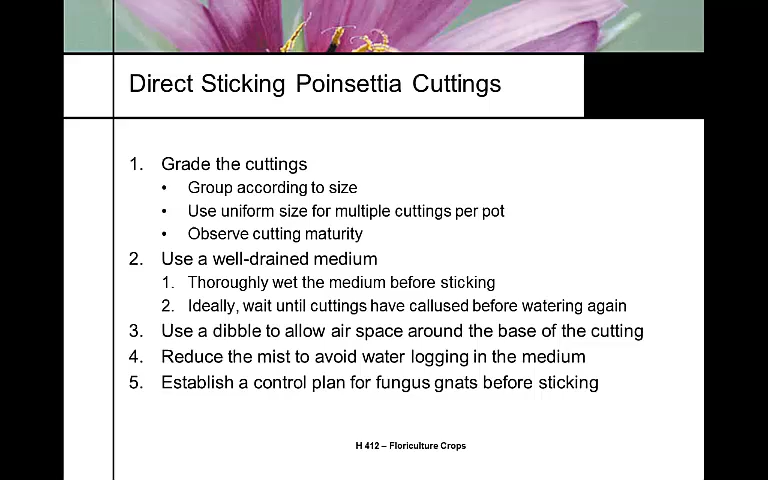 Direct Sticking Poinsettia Cuttings
1. Grade the cuttings
• Group according to size
• Use uniform size for multiple cuttings per pot
• Observe cutting maturity
2. Use a well-drained medium
1. Thoroughly wet the medium before sticking
2. Ideally, wait until cuttings have callused before watering again
3. Use a dibble to allow air space around the base of the cutting
4. Reduce the mist to avoid water logging in the medium
5. Establish a control plan for fungus gnats before sticking
H 412 – Floriculture Crops